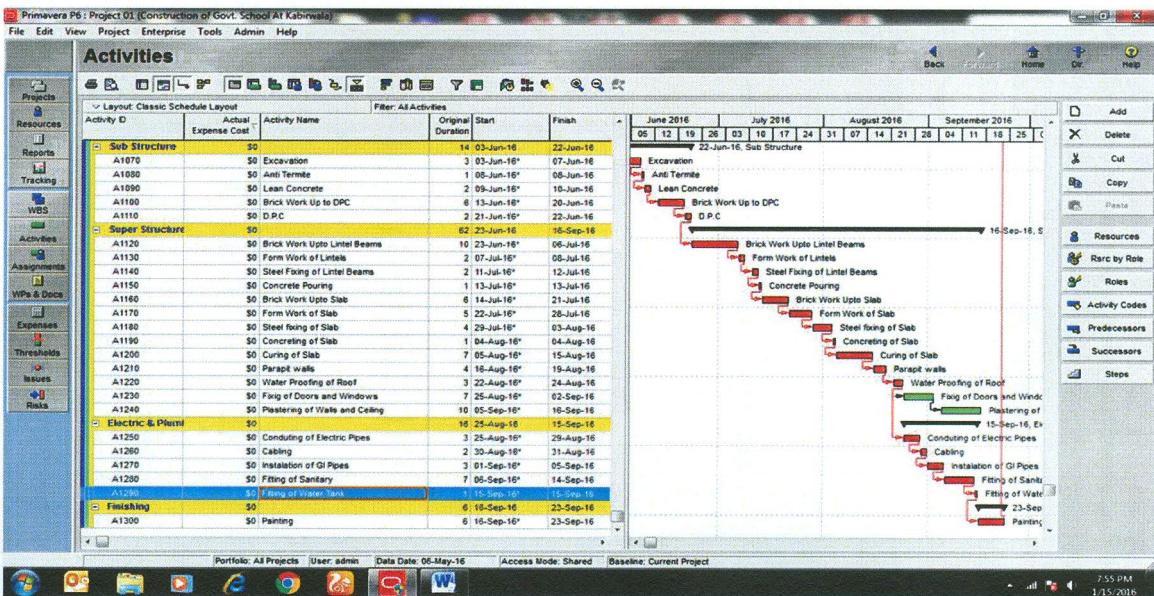 Primavera P6 : Project 01 (Construction of Govt. School At Kabirwala)
File Edit View Project Enterprise Tools Admin Help
Activities
Back Forward Home Dir. Help
Projects
Resources
Reports
Tracking
WBS
Activities
Assignments
WPs & Docs
Expenses
Thresholds
Issues
Risks
Layout: Classic Schedule Layout Filter: All Activities
Activity ID Actual Expense Cost Activity Name Original Duration Start Finish
Sub Structure $0 14 03-Jun-16 22-Jun-16
A1070 $0 Excavation 3 03-Jun-16* 07-Jun-16
A1080 $0 Anti Termite 1 08-Jun-16* 08-Jun-16
A1090 $0 Lean Concrete 2 09-Jun-16* 10-Jun-16
A1100 $0 Brick Work Up to DPC 6 13-Jun-16* 20-Jun-16
A1110 $0 D.P.C 2 21-Jun-16* 22-Jun-16
Super Structure $0 62 23-Jun-16 16-Sep-16
A1120 $0 Brick Work Upto Lintel Beams 10 23-Jun-16* 06-Jul-16
A1130 $0 Form Work of Lintels 2 07-Jul-16* 08-Jul-16
A1140 $0 Steel Fixing of Lintel Beams 2 11-Jul-16* 12-Jul-16
A1150 $0 Concrete Pouring 1 13-Jul-16* 13-Jul-16
A1160 $0 Brick Work Upto Slab 6 14-Jul-16* 21-Jul-16
A1170 $0 Form Work of Slab 5 22-Jul-16* 28-Jul-16
A1180 $0 Steel fixing of Slab 4 29-Jul-16* 03-Aug-16
A1190 $0 Concreting of Slab 1 04-Aug-16* 04-Aug-16
A1200 $0 Curing of Slab 7 05-Aug-16* 15-Aug-16
A1210 $0 Parapit walls 4 16-Aug-16* 19-Aug-16
A1220 $0 Water Proofing of Roof 3 22-Aug-16* 24-Aug-16
A1230 $0 Fixig of Doors and Windows 7 25-Aug-16* 02-Sep-16
A1240 $0 Plastering of Walls and Ceiling 10 05-Sep-16* 16-Sep-16
Electric & Pluml $0 16 25-Aug-16 15-Sep-16
A1250 $0 Conduting of Electric Pipes 3 25-Aug-16* 29-Aug-16
A1260 $0 Cabling 2 30-Aug-16* 31-Aug-16
A1270 $0 Instalation of GI Pipes 3 01-Sep-16* 05-Sep-16
A1280 $0 Fitting of Sanitary 7 06-Sep-16* 14-Sep-16
A1290 $0 Fitting of Water Tank 1 15-Sep-16* 15-Sep-16
Finishing $0 6 16-Sep-16 23-Sep-16
A1300 $0 Painting 6 16-Sep-16* 23-Sep-16
June 2016 July 2016 August 2016 September 2016
05 12 19 26 03 10 17 24 31 07 14 21 28 04 11 18 25
22-Jun-16, Sub Structure
Excavation
Anti Termite
Lean Concrete
Brick Work Up to DPC
D.P.C
16-Sep-16, S
Brick Work Upto Lintel Beams
Form Work of Lintels
Steel Fixing of Lintel Beams
Concrete Pouring
Brick Work Upto Slab
Form Work of Slab
Steel fixing of Slab
Concreting of Slab
Curing of Slab
Parapit walls
Water Proofing of Roof
Fixig of Doors and Windo
Plastering of
15-Sep-16, El
Conduting of Electric Pipes
Cabling
Instalation of GI Pipes
Fitting of Sanita
Fitting of Wate
23-Sep
Painting
Add
Delete
Cut
Copy
Paste
Resources
Rsrc by Role
Roles
Activity Codes
Predecessors
Successors
Steps
Portfolio: All Projects User: admin Data Date: 06-May-16 Access Mode: Shared Baseline: Current Project
7:55 PM
1/15/2016